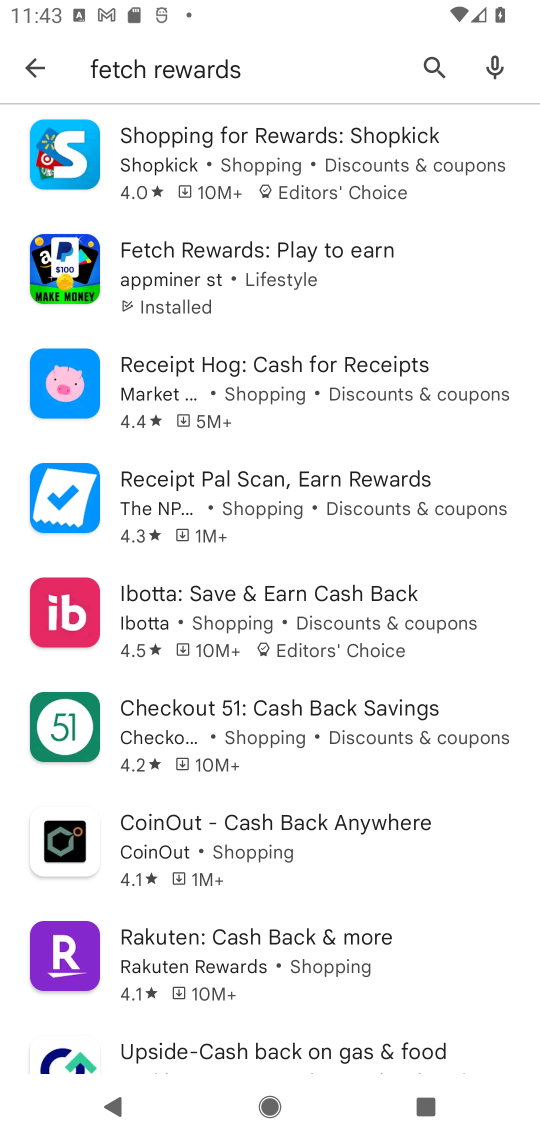 11:43
fetch rewards
Shopping for Rewards: Shopkick
Shopkick • Shopping • Discounts & coupons
4.0★ 10M+ Editors' Choice
$100
MAKE MONEY
Fetch Rewards: Play to earn
appminer st • Lifestyle
Installed
Receipt Hog: Cash for Receipts
Market ... • Shopping • Discounts & coupons
4.4★ 5M+
Receipt Pal Scan, Earn Rewards
The NP... • Shopping • Discounts & coupons
4.3★ 1M+
ib
Ibotta: Save & Earn Cash Back
Ibotta • Shopping • Discounts & coupons
4.5★ 10M+ Editors' Choice
51
Checkout 51: Cash Back Savings
Checko... • Shopping • Discounts & coupons
4.2★ 10M+
CoinOut - Cash Back Anywhere
CoinOut • Shopping
4.1★ 1M+
R
Rakuten: Cash Back & more
Rakuten Rewards • Shopping
4.1★ 10M+
Upside-Cash back on gas & food